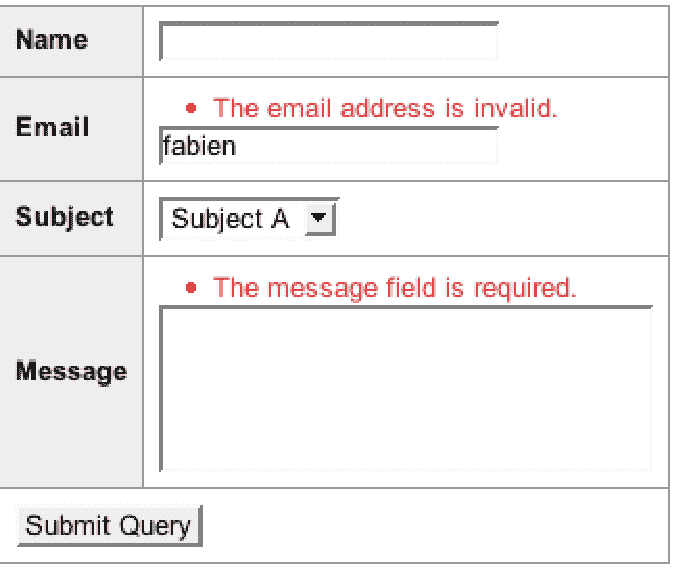 Name
• The email address is invalid.
Email
fabien
Subject
Subject A
• The message field is required.
Message
Submit Query